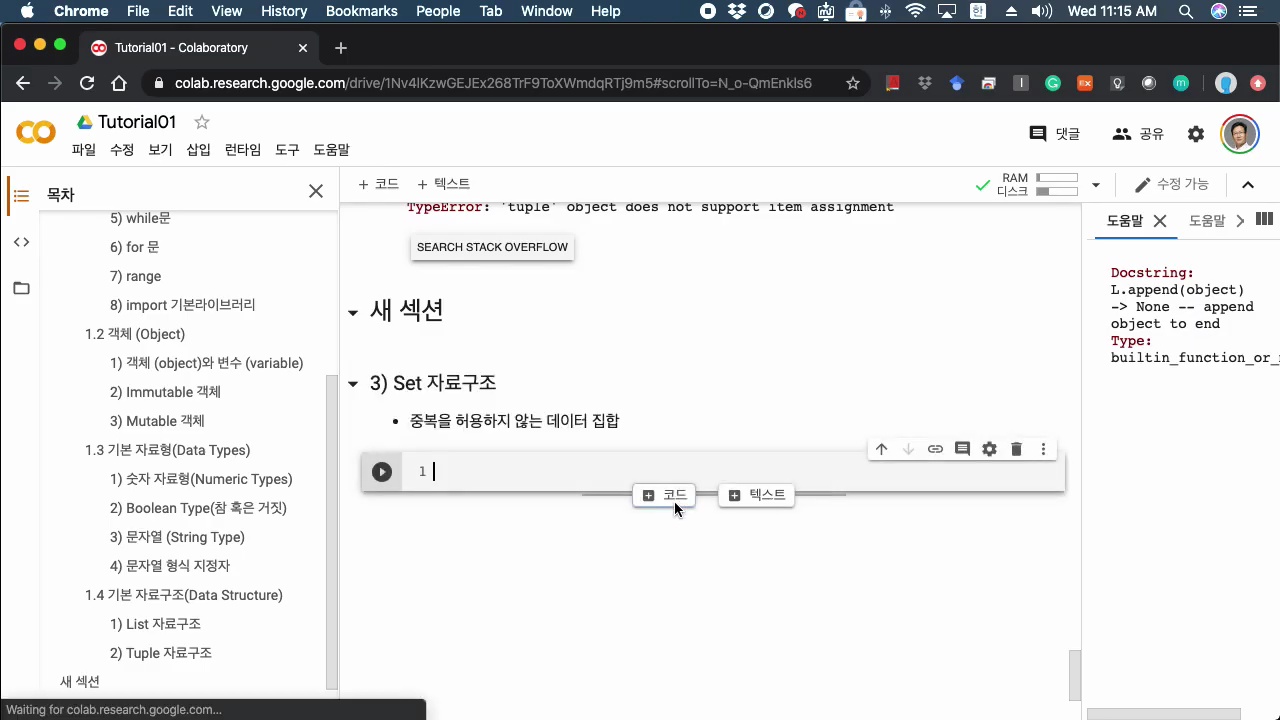 Chrome File Edit View History Bookmarks People Tab Window Help 한 Wed 11:15 AM
Tutorial01 - Colaboratory
colab.research.google.com/drive/1Nv4IKzwGEJEx268TrF9ToXWmdqRTj9m5#scrollTo=N_o-QmEnkls6
Tutorial01
파일 수정 보기 삽입 런타임 도구 도움말
댓글 공유
+ 코드 + 텍스트
RAM
디스크
수정 가능
목차
5) while문
6) for 문
7) range
8) import 기본라이브러리
1.2 객체 (Object)
1) 객체 (object)와 변수 (variable)
2) Immutable 객체
3) Mutable 객체
1.3 기본 자료형(Data Types)
1) 숫자 자료형(Numeric Types)
2) Boolean Type(참 혹은 거짓)
3) 문자열 (String Type)
4) 문자열 형식 지정자
1.4 기본 자료구조(Data Structure)
1) List 자료구조
2) Tuple 자료구조
새 섹션
TypeError: 'tuple' object does not support item assignment
SEARCH STACK OVERFLOW
새 섹션
3) Set 자료구조
• 중복을 허용하지 않는 데이터 집합
1
코드 텍스트
도움말 도움말
Docstring:
L.append(object)
-> None -- append
object to end
Type:
builtin_function_or_
Waiting for colab.research.google.com...